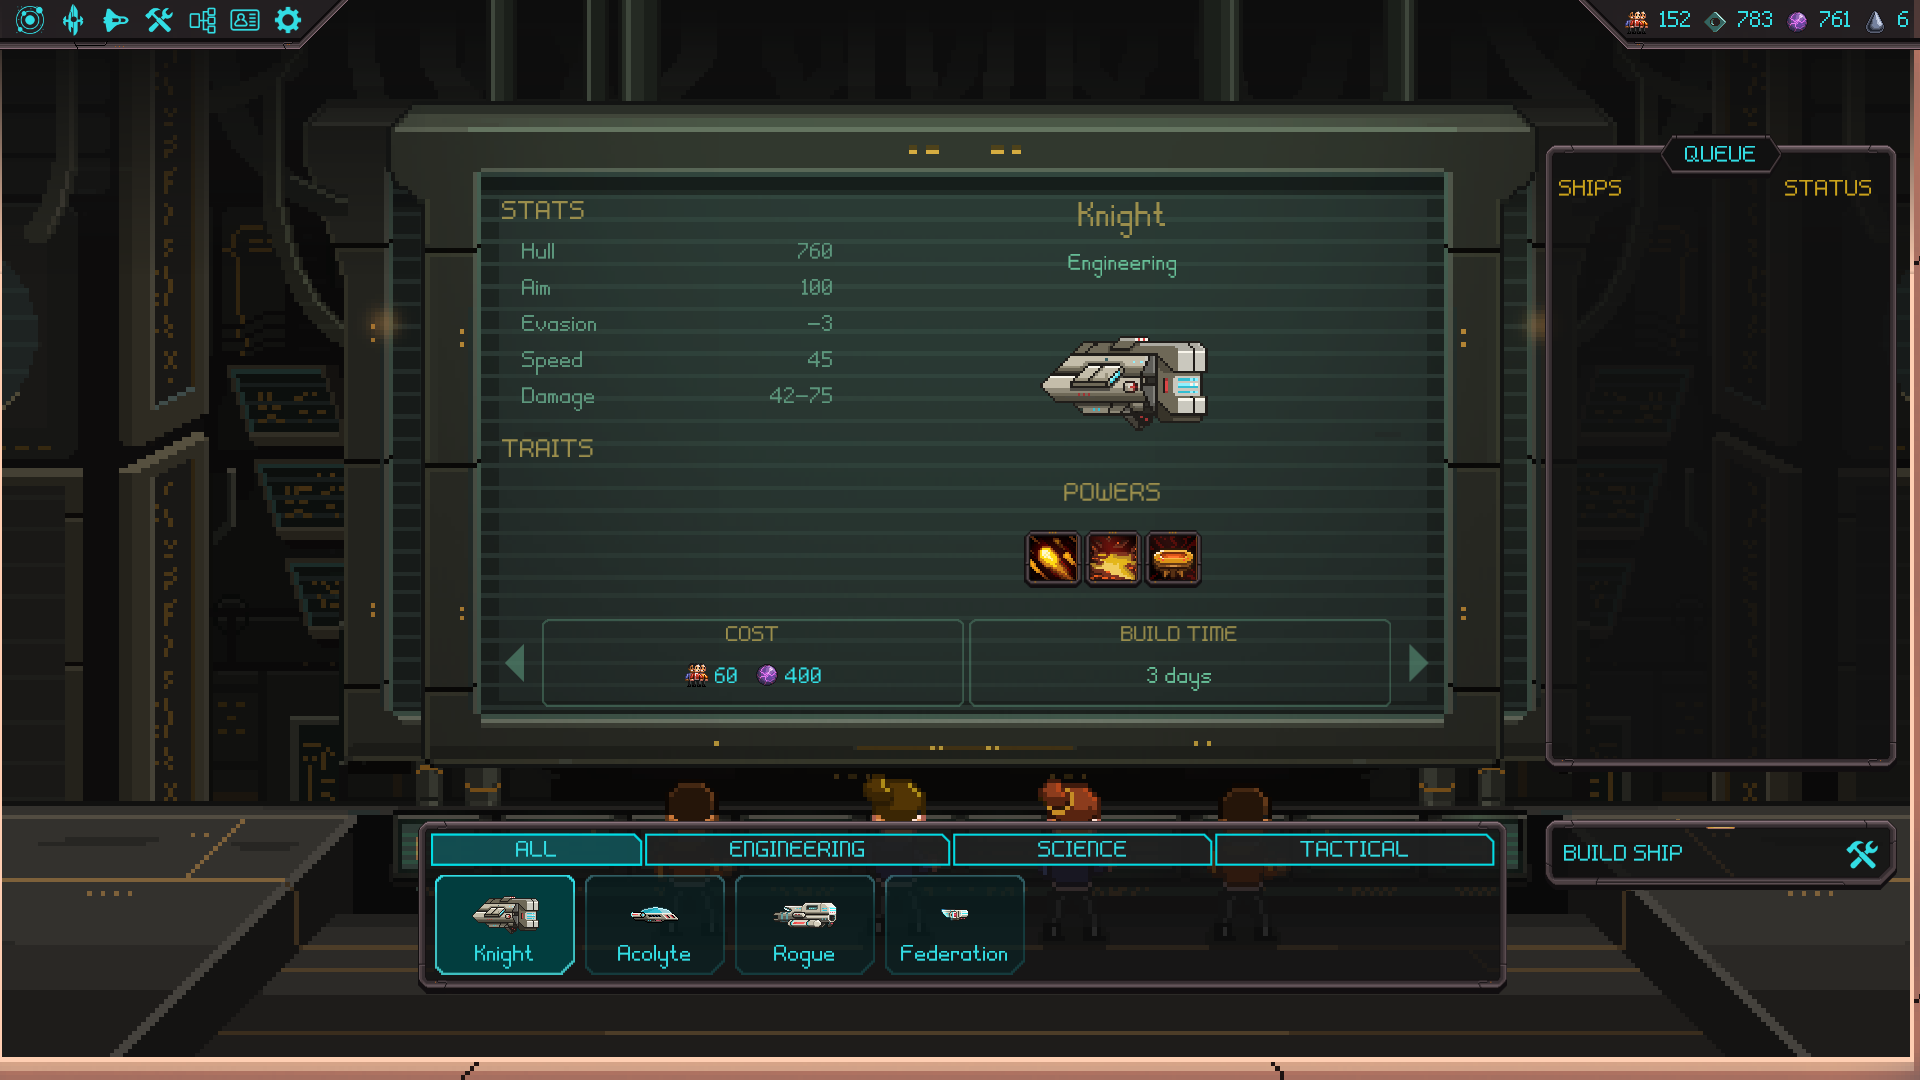 152 783 761 6
QUEUE
SHIPS STATUS
STATS
Hull 760
Aim 100
Evasion -3
Speed 45
Damage 42-75
TRAITS
Knight
Engineering
POWERS
COST
60 400
BUILD TIME
3 days
ALL ENGINEERING SCIENCE TACTICAL
Knight Acolyte Rogue Federation
BUILD SHIP